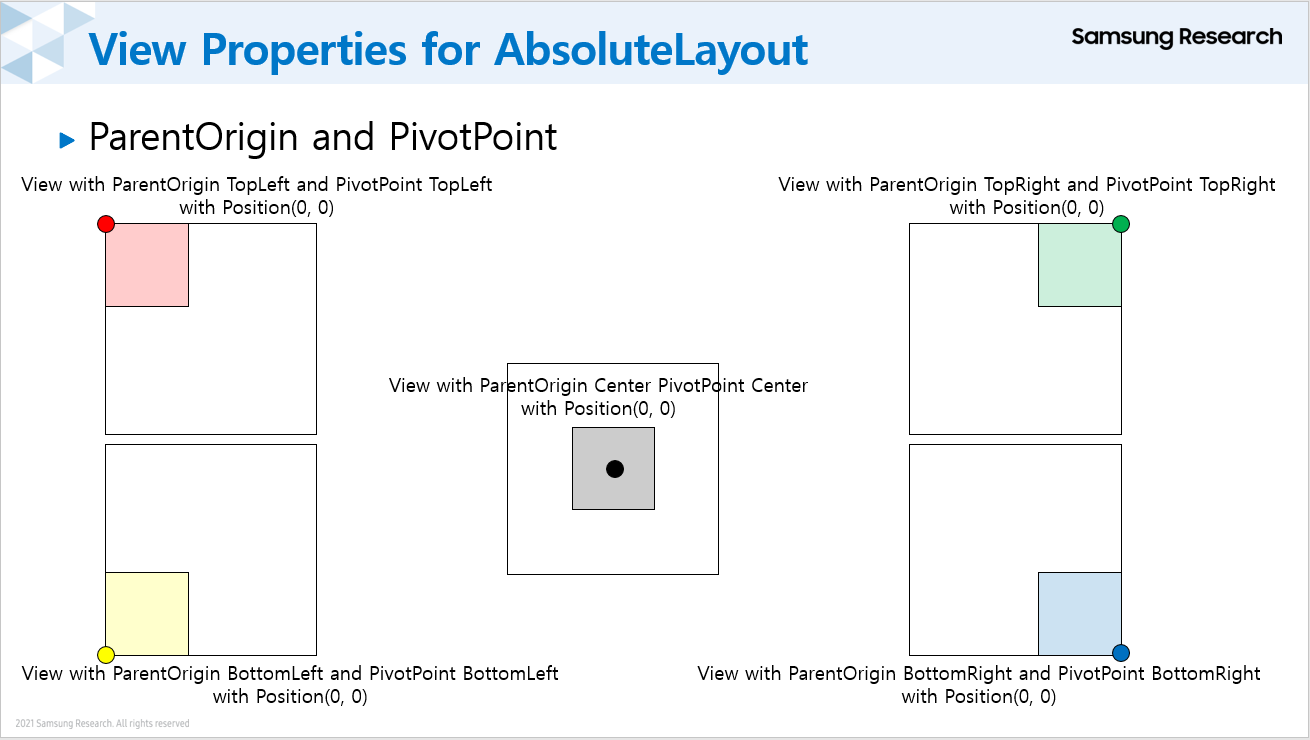 View Properties for AbsoluteLayout
Samsung Research
ParentOrigin and PivotPoint
View with ParentOrigin TopLeft and PivotPoint TopLeft
with Position(0, 0)
View with ParentOrigin TopRight and PivotPoint TopRight
with Position(0, 0)
View with ParentOrigin Center PivotPoint Center
with Position(0, 0)
View with ParentOrigin BottomLeft and PivotPoint BottomLeft
with Position(0, 0)
View with ParentOrigin BottomRight and PivotPoint BottomRight
with Position(0, 0)
2021 Samsung Research. All rights reserved